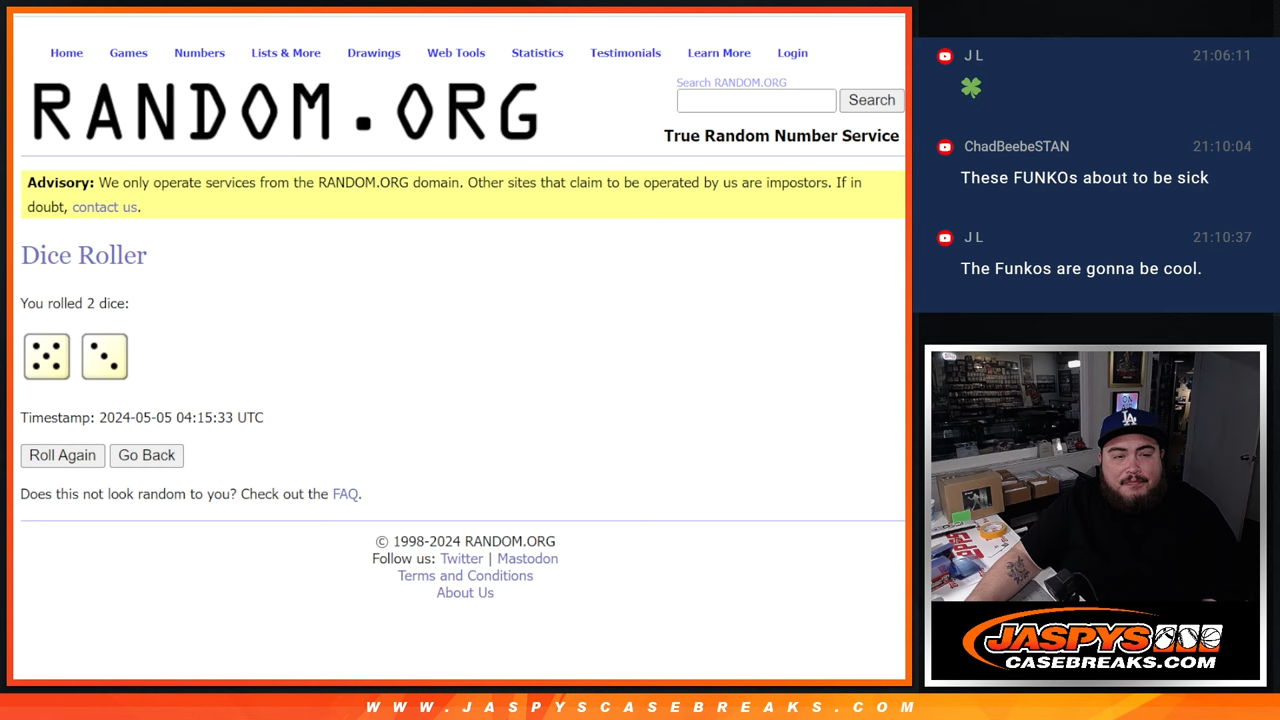 Home Games Numbers Lists & More Drawings Web Tools Statistics Testimonials Learn More Login
RANDOM.ORG
Search RANDOM.ORG
Search
True Random Number Service
Advisory: We only operate services from the RANDOM.ORG domain. Other sites that claim to be operated by us are impostors. If in
doubt, contact us.
Dice Roller
You rolled 2 dice:
Timestamp: 2024-05-05 04:15:33 UTC
Roll Again Go Back
Does this not look random to you? Check out the FAQ.
© 1998-2024 RANDOM.ORG
Follow us: Twitter | Mastodon
Terms and Conditions
About Us
J L 21:06:11
ChadBeebeSTAN 21:10:04
These FUNKOs about to be sick
J L 21:10:37
The Funkos are gonna be cool.
LA
JASPYS
CASEBREAKS.COM
WWW.JASPYSCASEBREAKS.COM